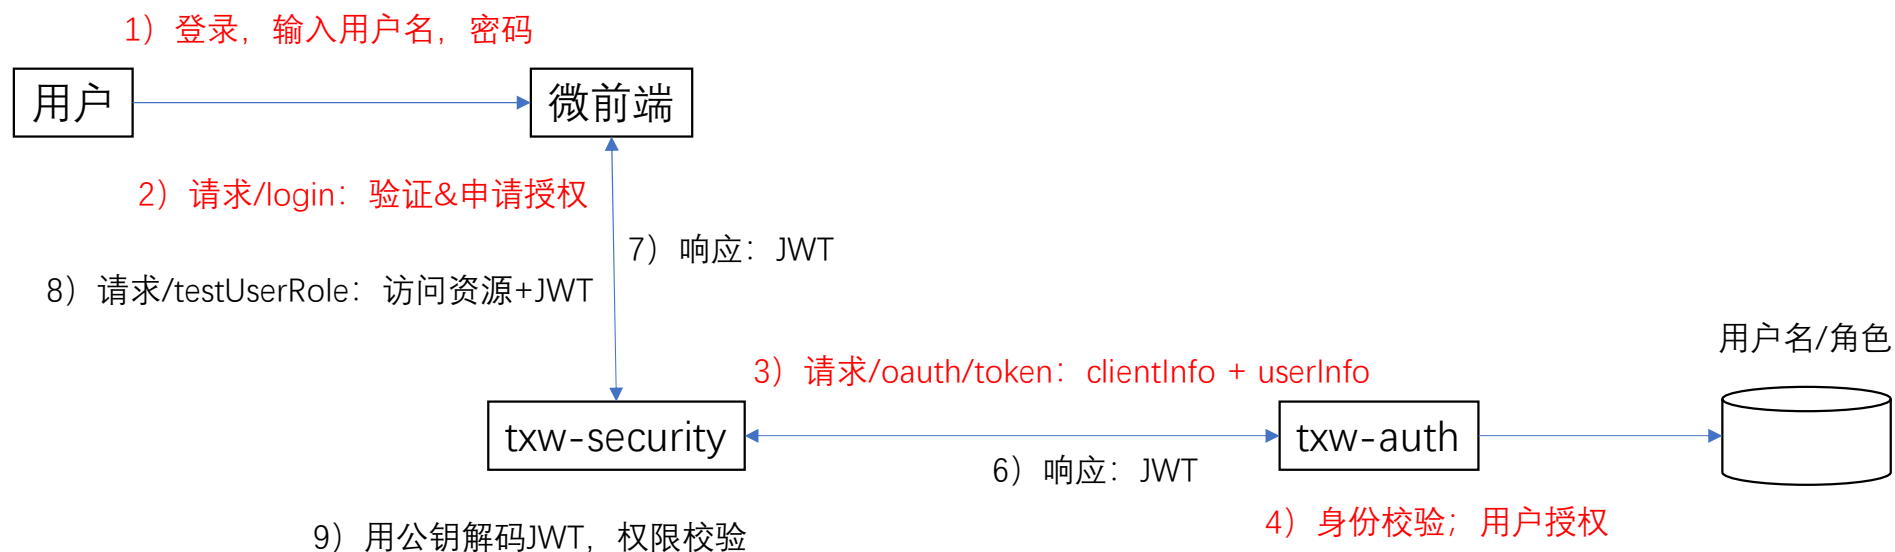 1）登录，输入用户名，密码
用户
微前端
2）请求/login：验证&申请授权
7）响应：JWT
8）请求/testUserRole：访问资源+JWT
用户名/角色
3）请求/oauth/token：clientInfo + userInfo
txw-security
txw-auth
6）响应：JWT
4）身份校验；用户授权
9）用公钥解码JWT，权限校验